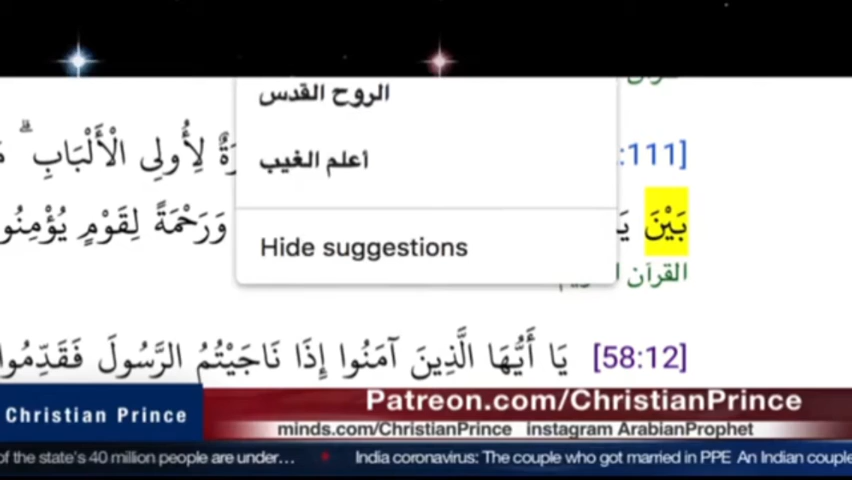 الروح القدس
أعلم الغيب
Hide suggestions
:111]
لِأُولِي الْأَلْبَابِ
بَيْنَ
وَرَحْمَةً لِقَوْمٍ
القرآن
[58:12] يَا أَيُّهَا الَّذِينَ آمَنُوا إِذَا نَاجَيْتُمُ الرَّسُولَ فَقَدِّمُوا
Christian Prince
Patreon.com/ChristianPrince
minds.com/ChristianPrince instagram ArabianProphet
of the state's 40 million people are under... India coronavirus: The couple who got married in PPE An Indian couple